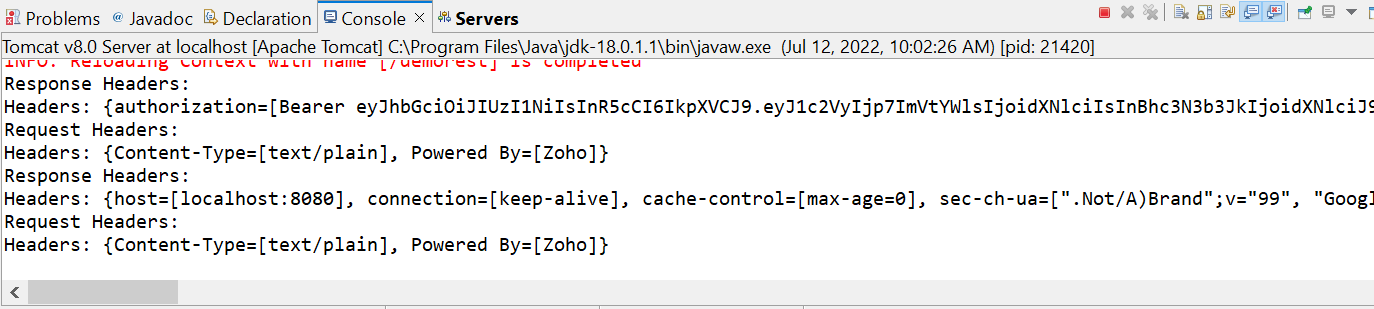 Problems @ Javadoc Declaration Console Servers
Tomcat v8.0 Server at localhost [Apache Tomcat] C:\Program Files\Java\jdk-18.0.1.1\bin\javaw.exe (Jul 12, 2022, 10:02:26 AM) [pid: 21420]
INFO: Reloading Context with name [/demorest] is completed
Response Headers:
Headers: {authorization=[Bearer eyJhbGciOiJIUzI1NiIsInR5cCI6IkpXVCJ9.eyJ1c2VyIjp7ImVtYWlsIjoidXNlciIsInBhc3N3b3JkIjoidXNlciJ9
Request Headers:
Headers: {Content-Type=[text/plain], Powered By=[Zoho]}
Response Headers:
Headers: {host=[localhost:8080], connection=[keep-alive], cache-control=[max-age=0], sec-ch-ua=[".Not/A)Brand";v="99", "Googl
Request Headers:
Headers: {Content-Type=[text/plain], Powered By=[Zoho]}